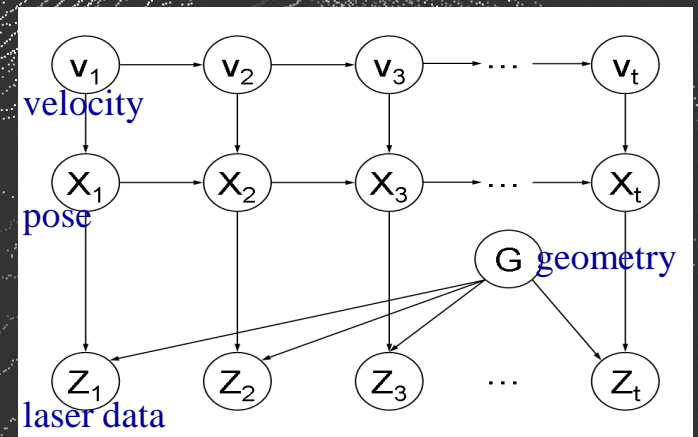 v₁ v₂ v₃ ... vₜ
velocity
X₁ X₂ X₃ ... Xₜ
pose
G geometry
Z₁ Z₂ Z₃ ... Zₜ
laser data